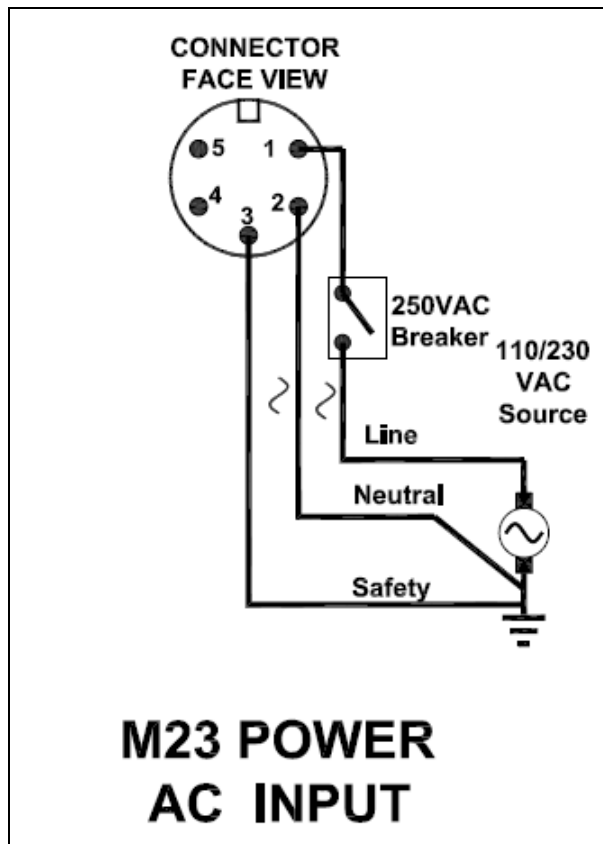 CONNECTOR
FACE VIEW
5
1
4
2
3
250VAC
Breaker
110/230
VAC
Source
Line
Neutral
Safety
M23 POWER
AC INPUT